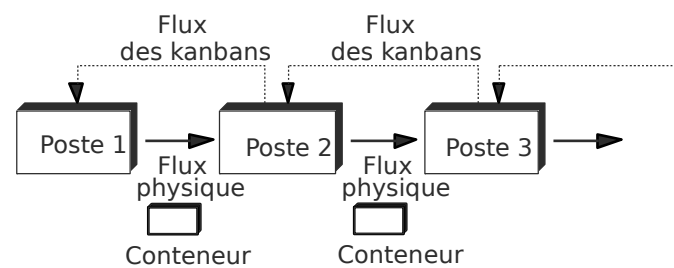 Flux
des kanbans
Flux
des kanbans
Poste 1
Poste 2
Poste 3
Flux
physique
Flux
physique
Conteneur
Conteneur